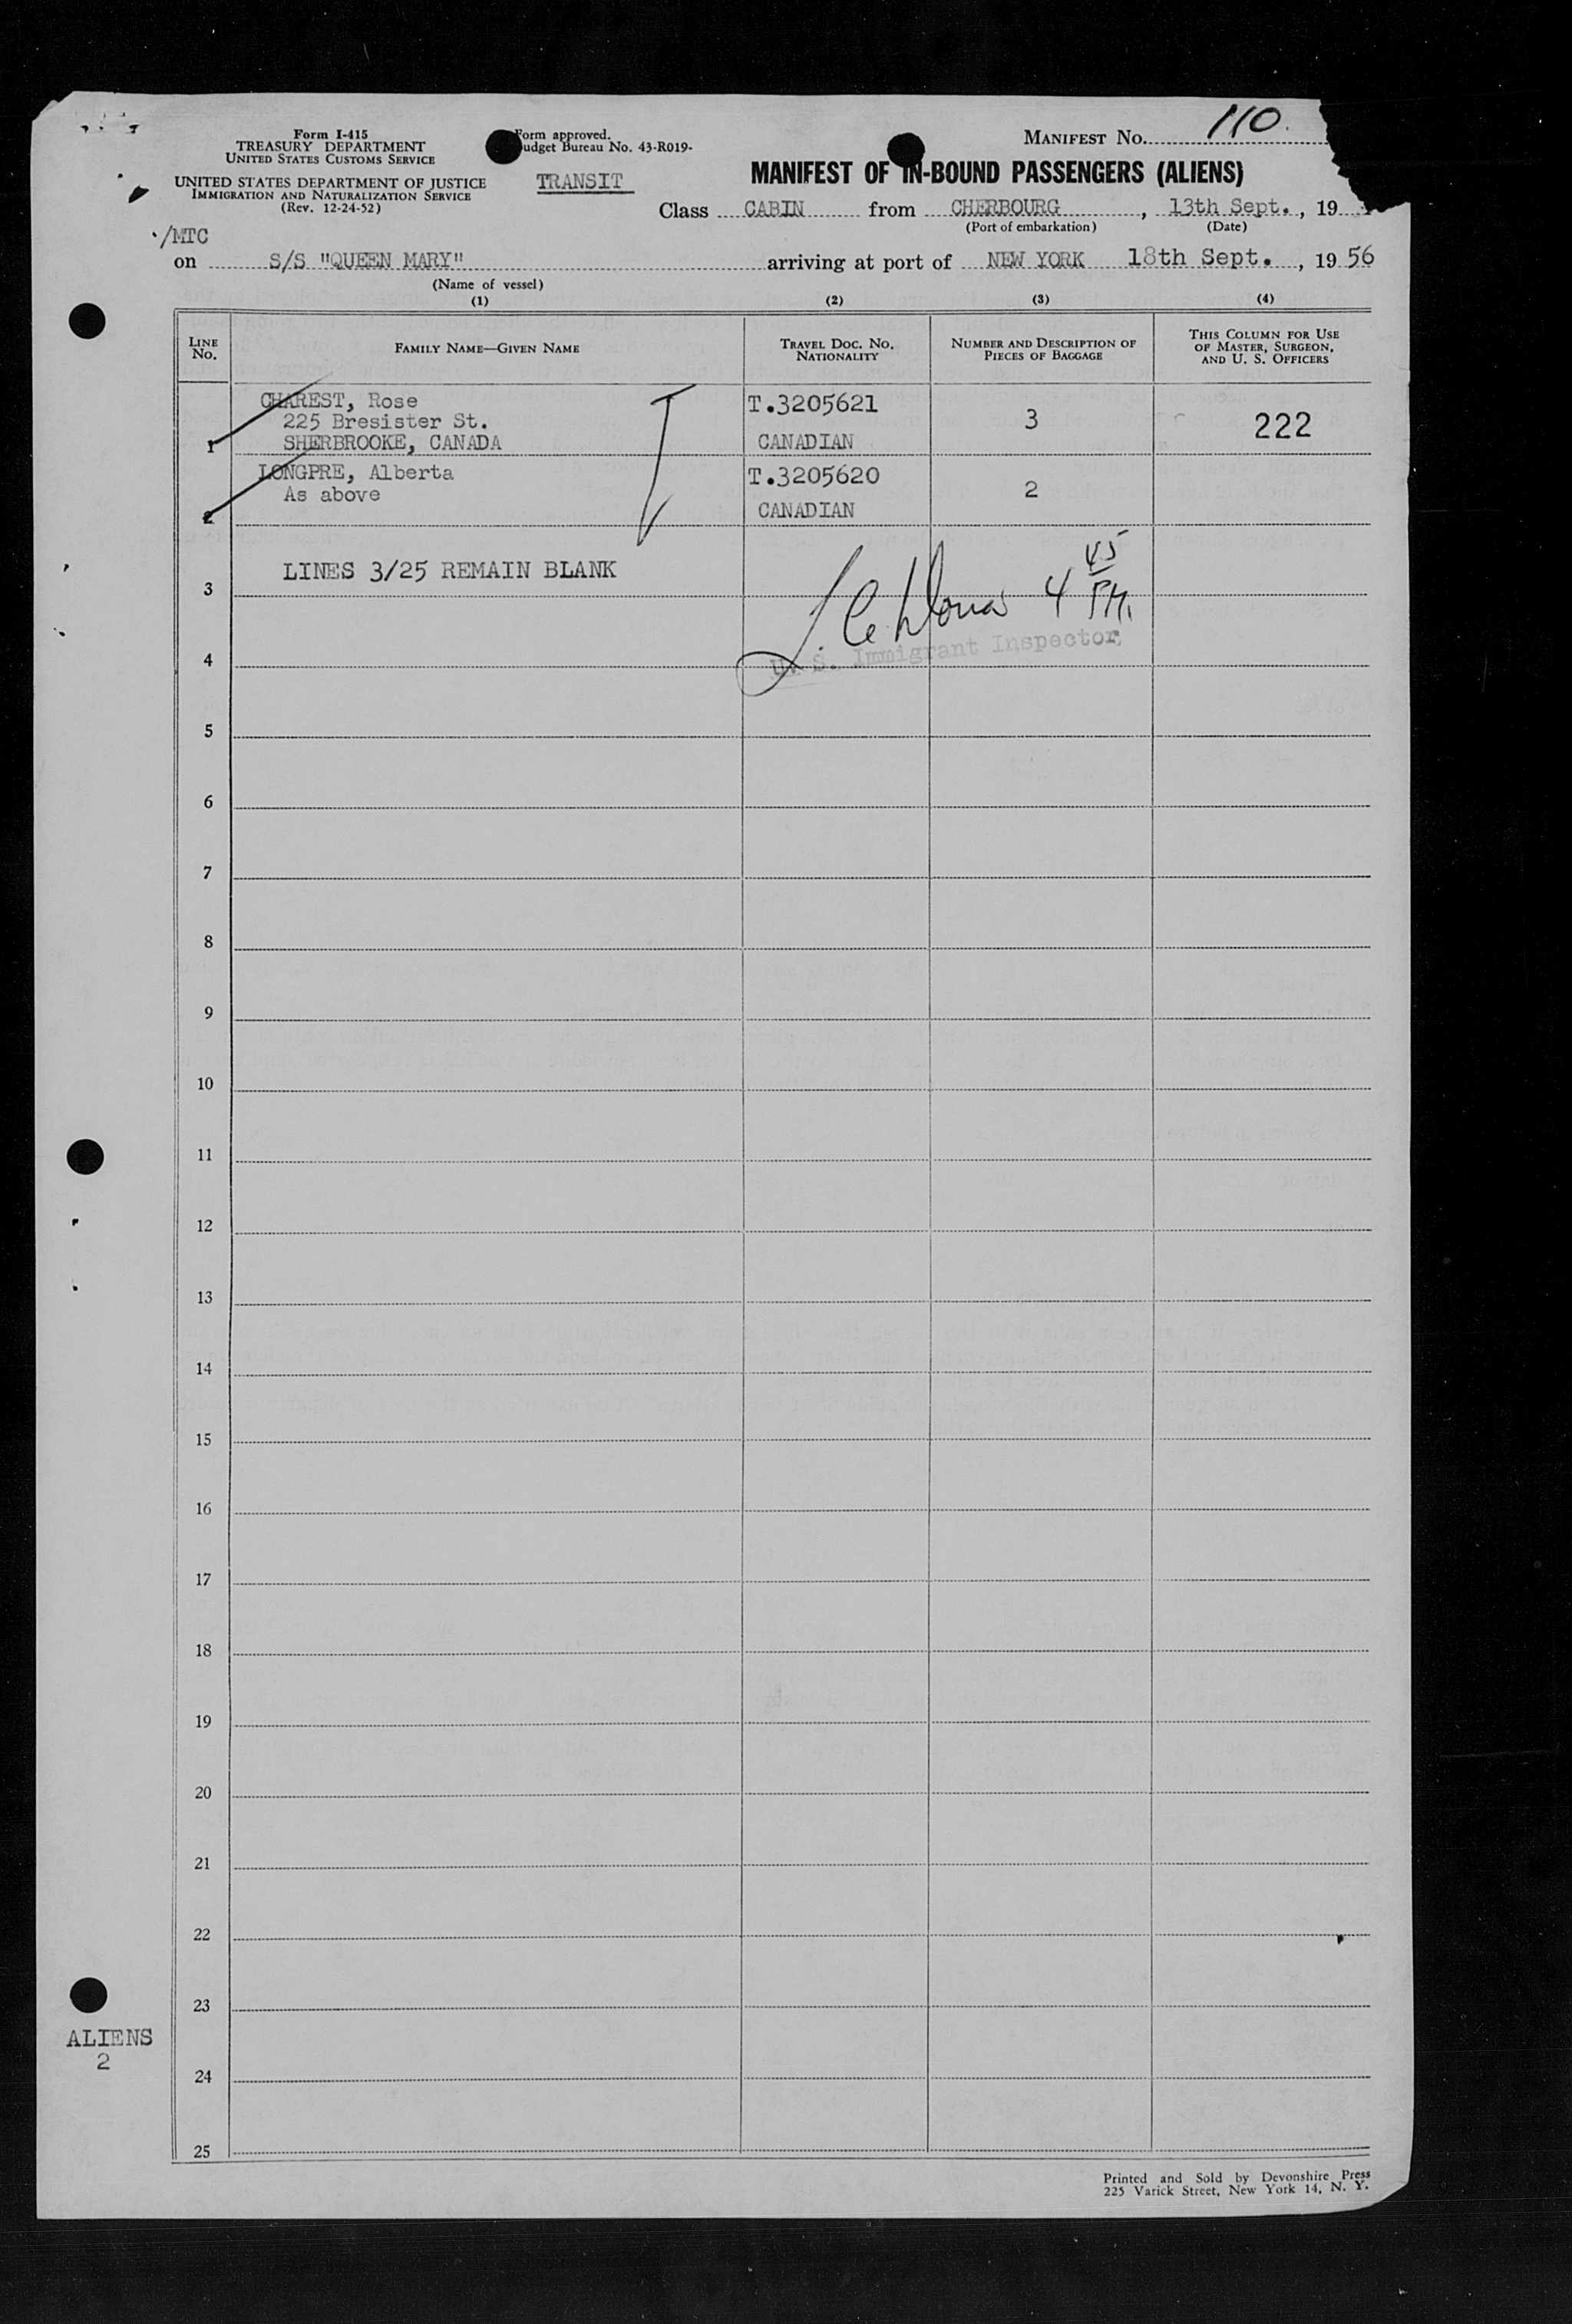 Form I-415
TREASURY DEPARTMENT
UNITED STATES CUSTOMS SERVICE
UNITED STATES DEPARTMENT OF JUSTICE
IMMIGRATION AND NATURALIZATION SERVICE
(Rev. 12-24-52)
Form approved.
udget Bureau No. 43-R019-
TRANSIT
MANIFEST No. 110.
MANIFEST OF IN-BOUND PASSENGERS (ALIENS)
Class CABIN from CHERBOURG, 13th Sept., 19
(Port of embarkation) (Date)
/MTC
on S/S "QUEEN MARY" arriving at port of NEW YORK 18th Sept., 19 56
(Name of vessel)
(1) (2) (3) (4)
LINE No.
FAMILY NAME—GIVEN NAME
TRAVEL DOC. NO. NATIONALITY
NUMBER AND DESCRIPTION OF PIECES OF BAGGAGE
THIS COLUMN FOR USE OF MASTER, SURGEON, AND U. S. OFFICERS
CHAREST, Rose T.3205621
225 Bresister St. 3 222
1 SHERBROOKE, CANADA CANADIAN
LONGPRE, Alberta T.3205620
As above 2
2 CANADIAN
LINES 3/25 REMAIN BLANK 4 45 PM.
3
U. S. Immigrant Inspector
4
5
6
7
8
9
10
11
12
13
14
15
16
17
18
19
20
21
22
23
ALIENS
2
24
25
Printed and Sold by Devonshire Press
225 Varick Street, New York 14, N. Y.